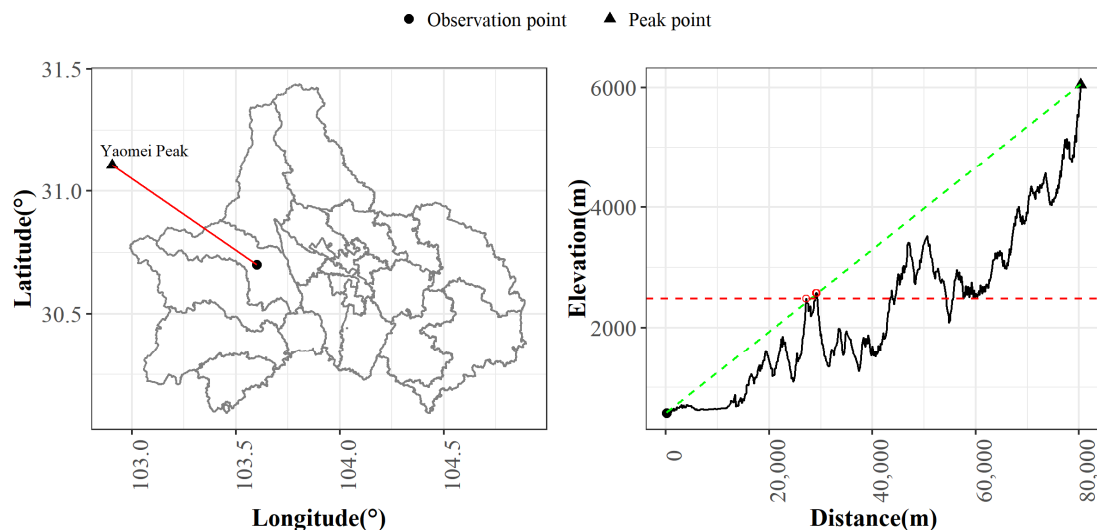 Observation point
Peak point
Latitude(°)
31.5
31.0
30.5
Yaomei Peak
103.0
103.5
104.0
104.5
Longitude(°)
Elevation(m)
6000
4000
2000
0
20,000
40,000
60,000
80,000
Distance(m)